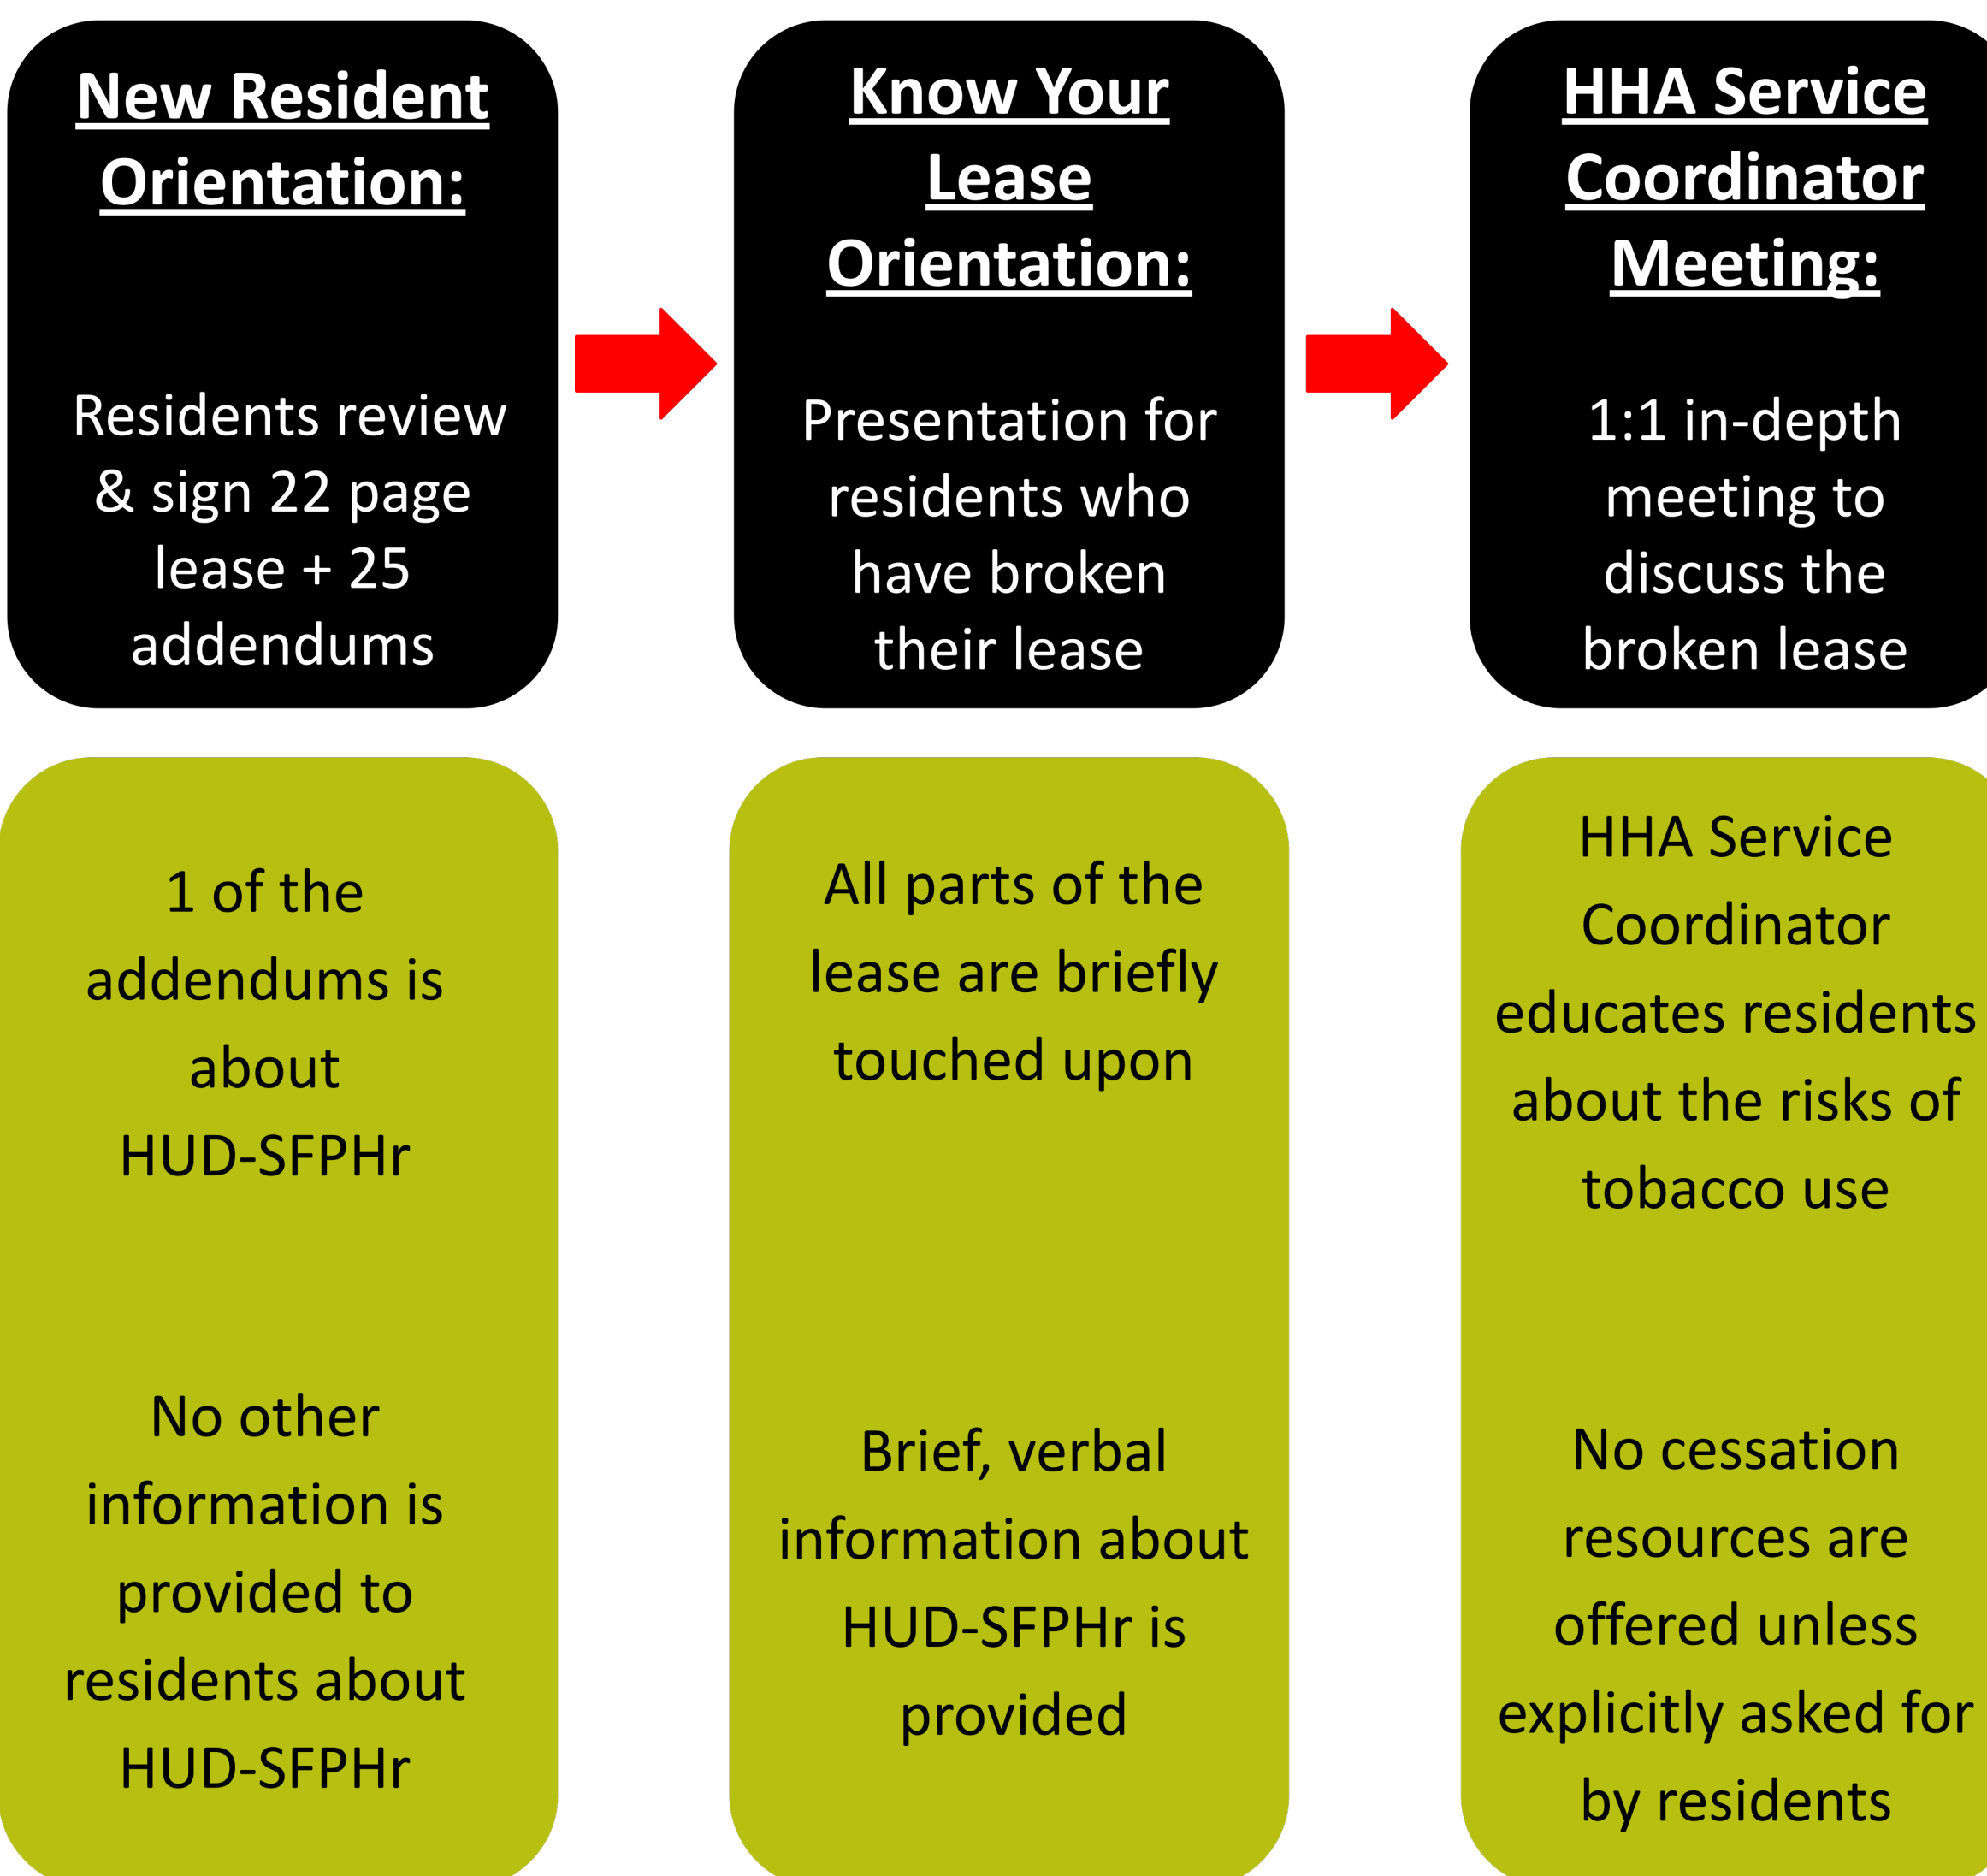 New Resident
Orientation:
Residents review
& sign 22 page
lease + 25
addendums
Know Your
Lease
Orientation:
Presentation for
residents who
have broken
their lease
HHA Service
Coordinator
Meeting:
1:1 in-depth
meeting to
discuss the
broken lease
1 of the
addendums is
about
HUD-SFPHr
No other
information is
provided to
residents about
HUD-SFPHr
All parts of the
lease are briefly
touched upon
Brief, verbal
information about
HUD-SFPHr is
provided
HHA Service
Coordinator
educates residents
about the risks of
tobacco use
No cessation
resources are
offered unless
explicitly asked for
by residents